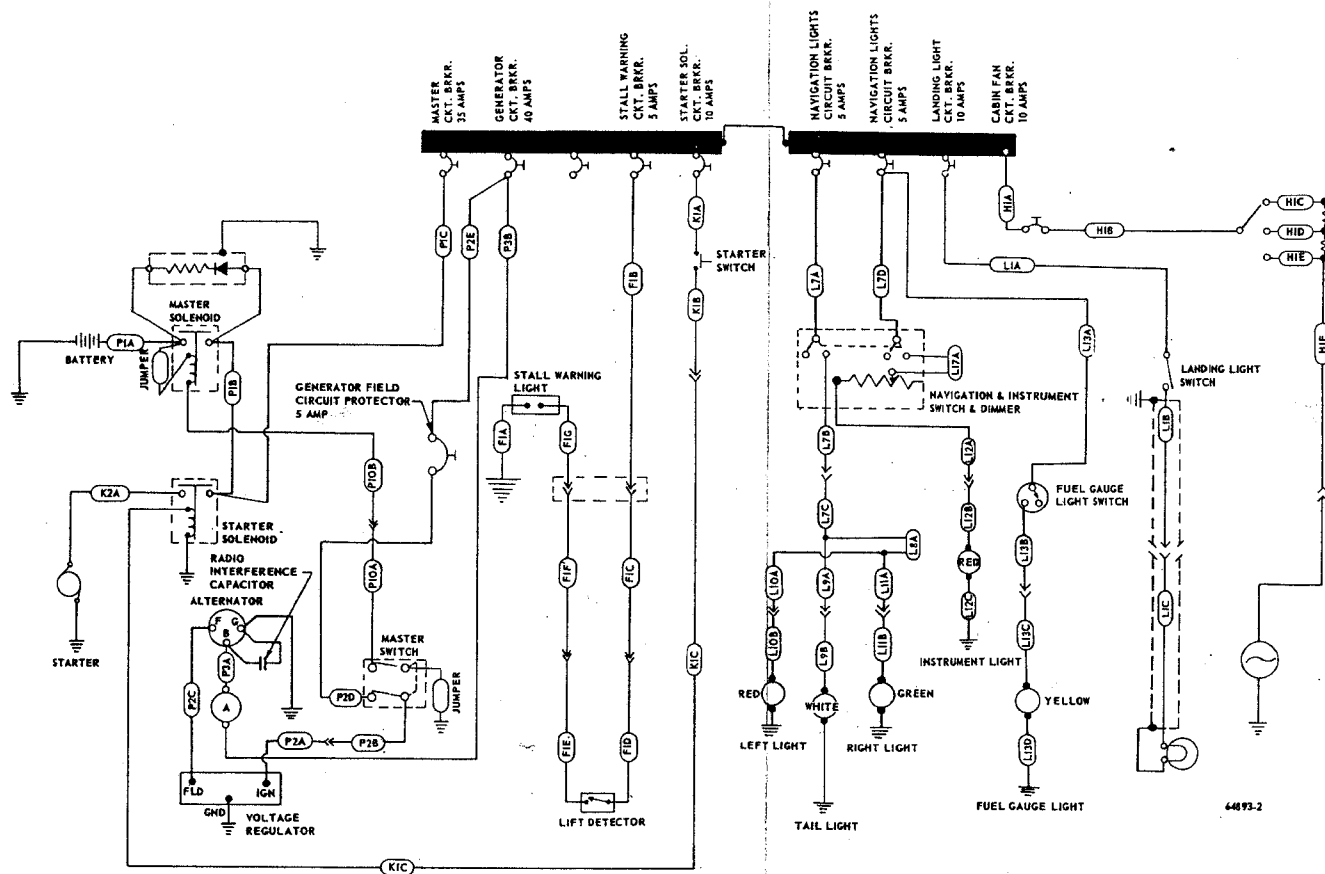 MASTER
CKT. BRKR.
35 AMPS
GENERATOR
CKT. BRKR.
40 AMPS
STALL WARNING
CKT. BRKR.
5 AMPS
STARTER SOL.
CKT. BRKR.
10 AMPS
NAVIGATION LIGHTS
CIRCUIT BRKR.
5 AMPS
NAVIGATION LIGHTS
CIRCUIT BRKR.
5 AMPS
LANDING LIGHT
CKT. BRKR.
10 AMPS
CABIN FAN
CKT. BRKR.
10 AMPS
P1C
P2E
P3B
F1B
K1A
STARTER
SWITCH
K1B
L7A
L7D
H1A
H1B
H1C
H1D
H1E
H1F
L1A
L13A
MASTER
SOLENOID
P1A
BATTERY
JUMPER
P1B
GENERATOR FIELD
CIRCUIT PROTECTOR
5 AMP
STALL WARNING
LIGHT
F1A
F1G
L17A
NAVIGATION & INSTRUMENT
SWITCH & DIMMER
LANDING LIGHT
SWITCH
L1B
L7B
L12A
P10B
K2A
STARTER
SOLENOID
FUEL GAUGE
LIGHT SWITCH
L7C
L12B
L8A
L13B
RADIO
INTERFERENCE
CAPACITOR
ALTERNATOR
F
G
B
P10A
F1F
F1C
L10A
L9A
L11A
RED
L12C
L1C
INSTRUMENT LIGHT
L13C
STARTER
P3A
P2C
A
MASTER
SWITCH
P2D
JUMPER
K1C
L10B
L9B
L11B
RED
WHITE
GREEN
YELLOW
LEFT LIGHT
RIGHT LIGHT
L13D
P2A
P2B
F1E
F1D
FLD
IGN
GND
VOLTAGE
REGULATOR
LIFT DETECTOR
TAIL LIGHT
FUEL GAUGE LIGHT
64893-2
K1C